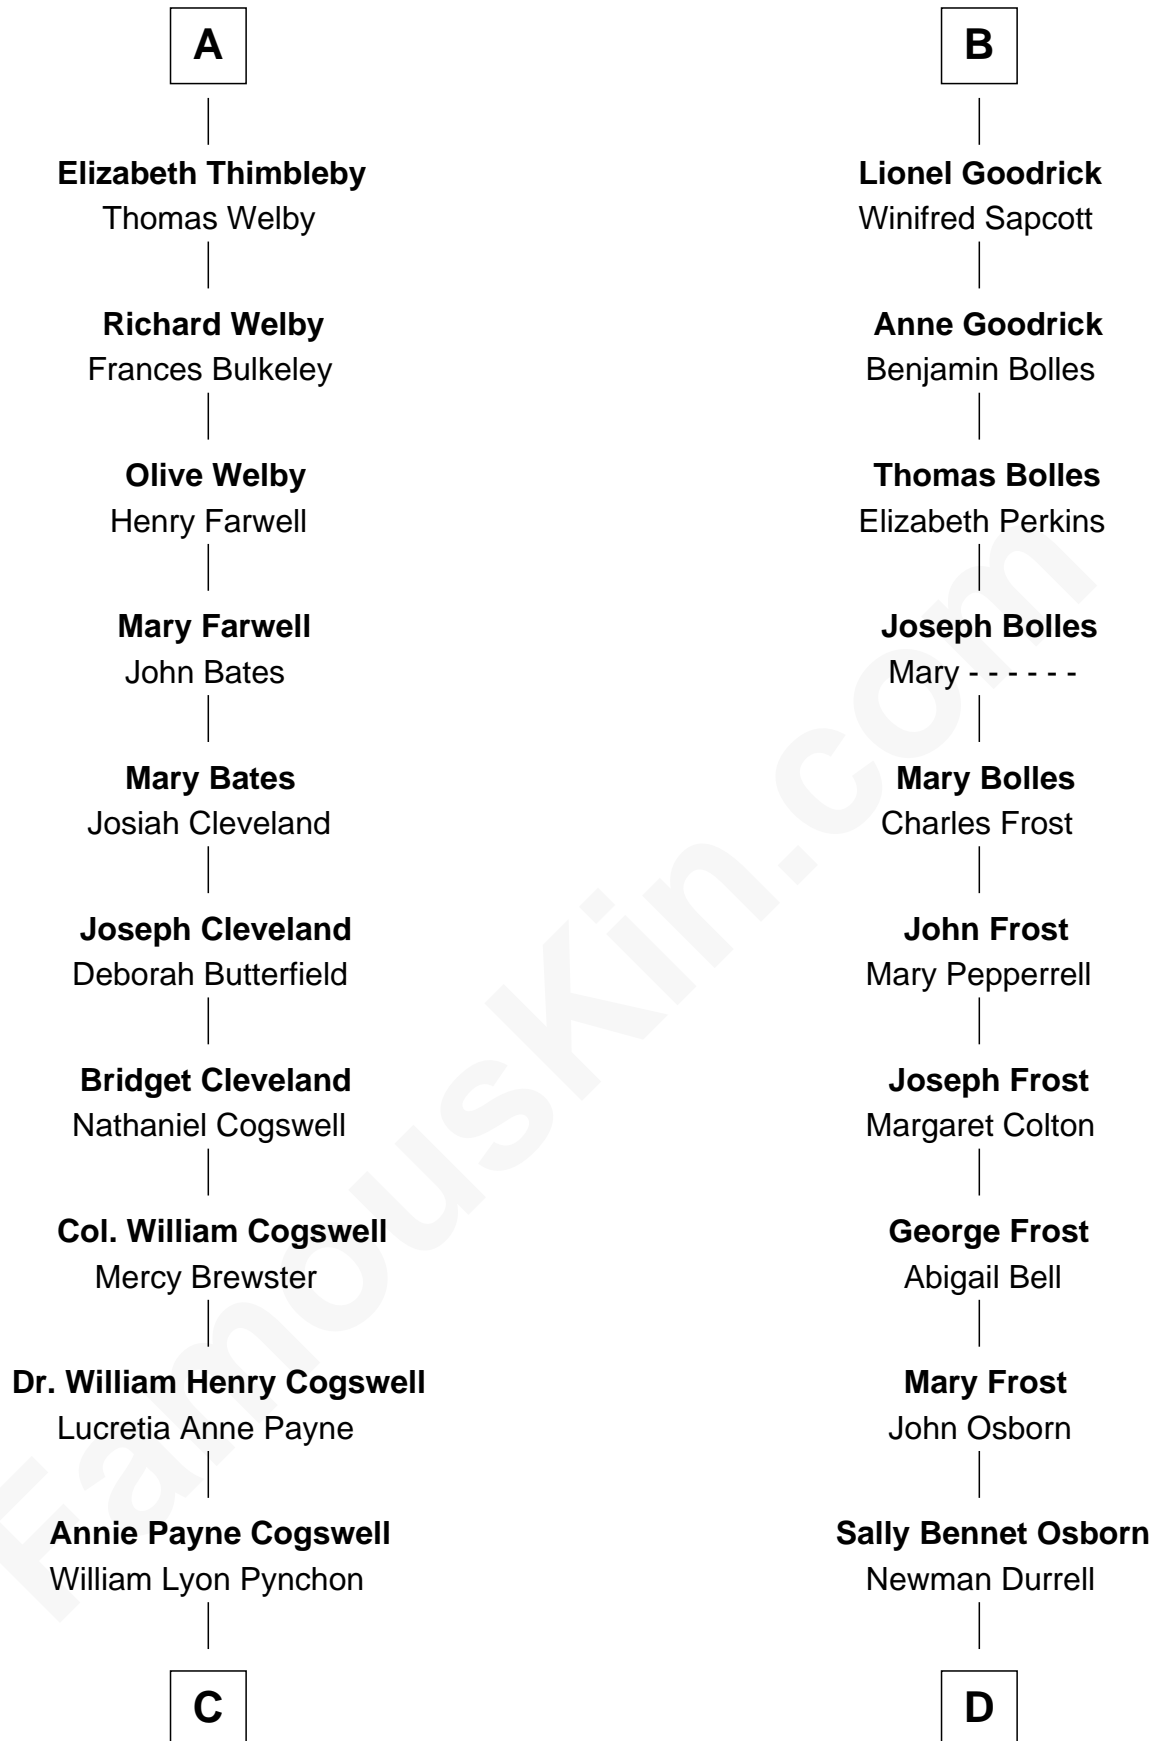 A
Elizabeth Thimbleby
Thomas Welby
Richard Welby
Frances Bulkeley
Olive Welby
Henry Farwell
Mary Farwell
John Bates
Mary Bates
Josiah Cleveland
Joseph Cleveland
Deborah Butterfield
Bridget Cleveland
Nathaniel Cogswell
Col. William Cogswell
Mercy Brewster
Dr. William Henry Cogswell
Lucretia Anne Payne
Annie Payne Cogswell
William Lyon Pynchon
C
B
Lionel Goodrick
Winifred Sapcott
Anne Goodrick
Benjamin Bolles
Thomas Bolles
Elizabeth Perkins
Joseph Bolles
Mary - - - - - -
Mary Bolles
Charles Frost
John Frost
Mary Pepperrell
Joseph Frost
Margaret Colton
George Frost
Abigail Bell
Mary Frost
John Osborn
Sally Bennet Osborn
Newman Durrell
D
FamousKin.com